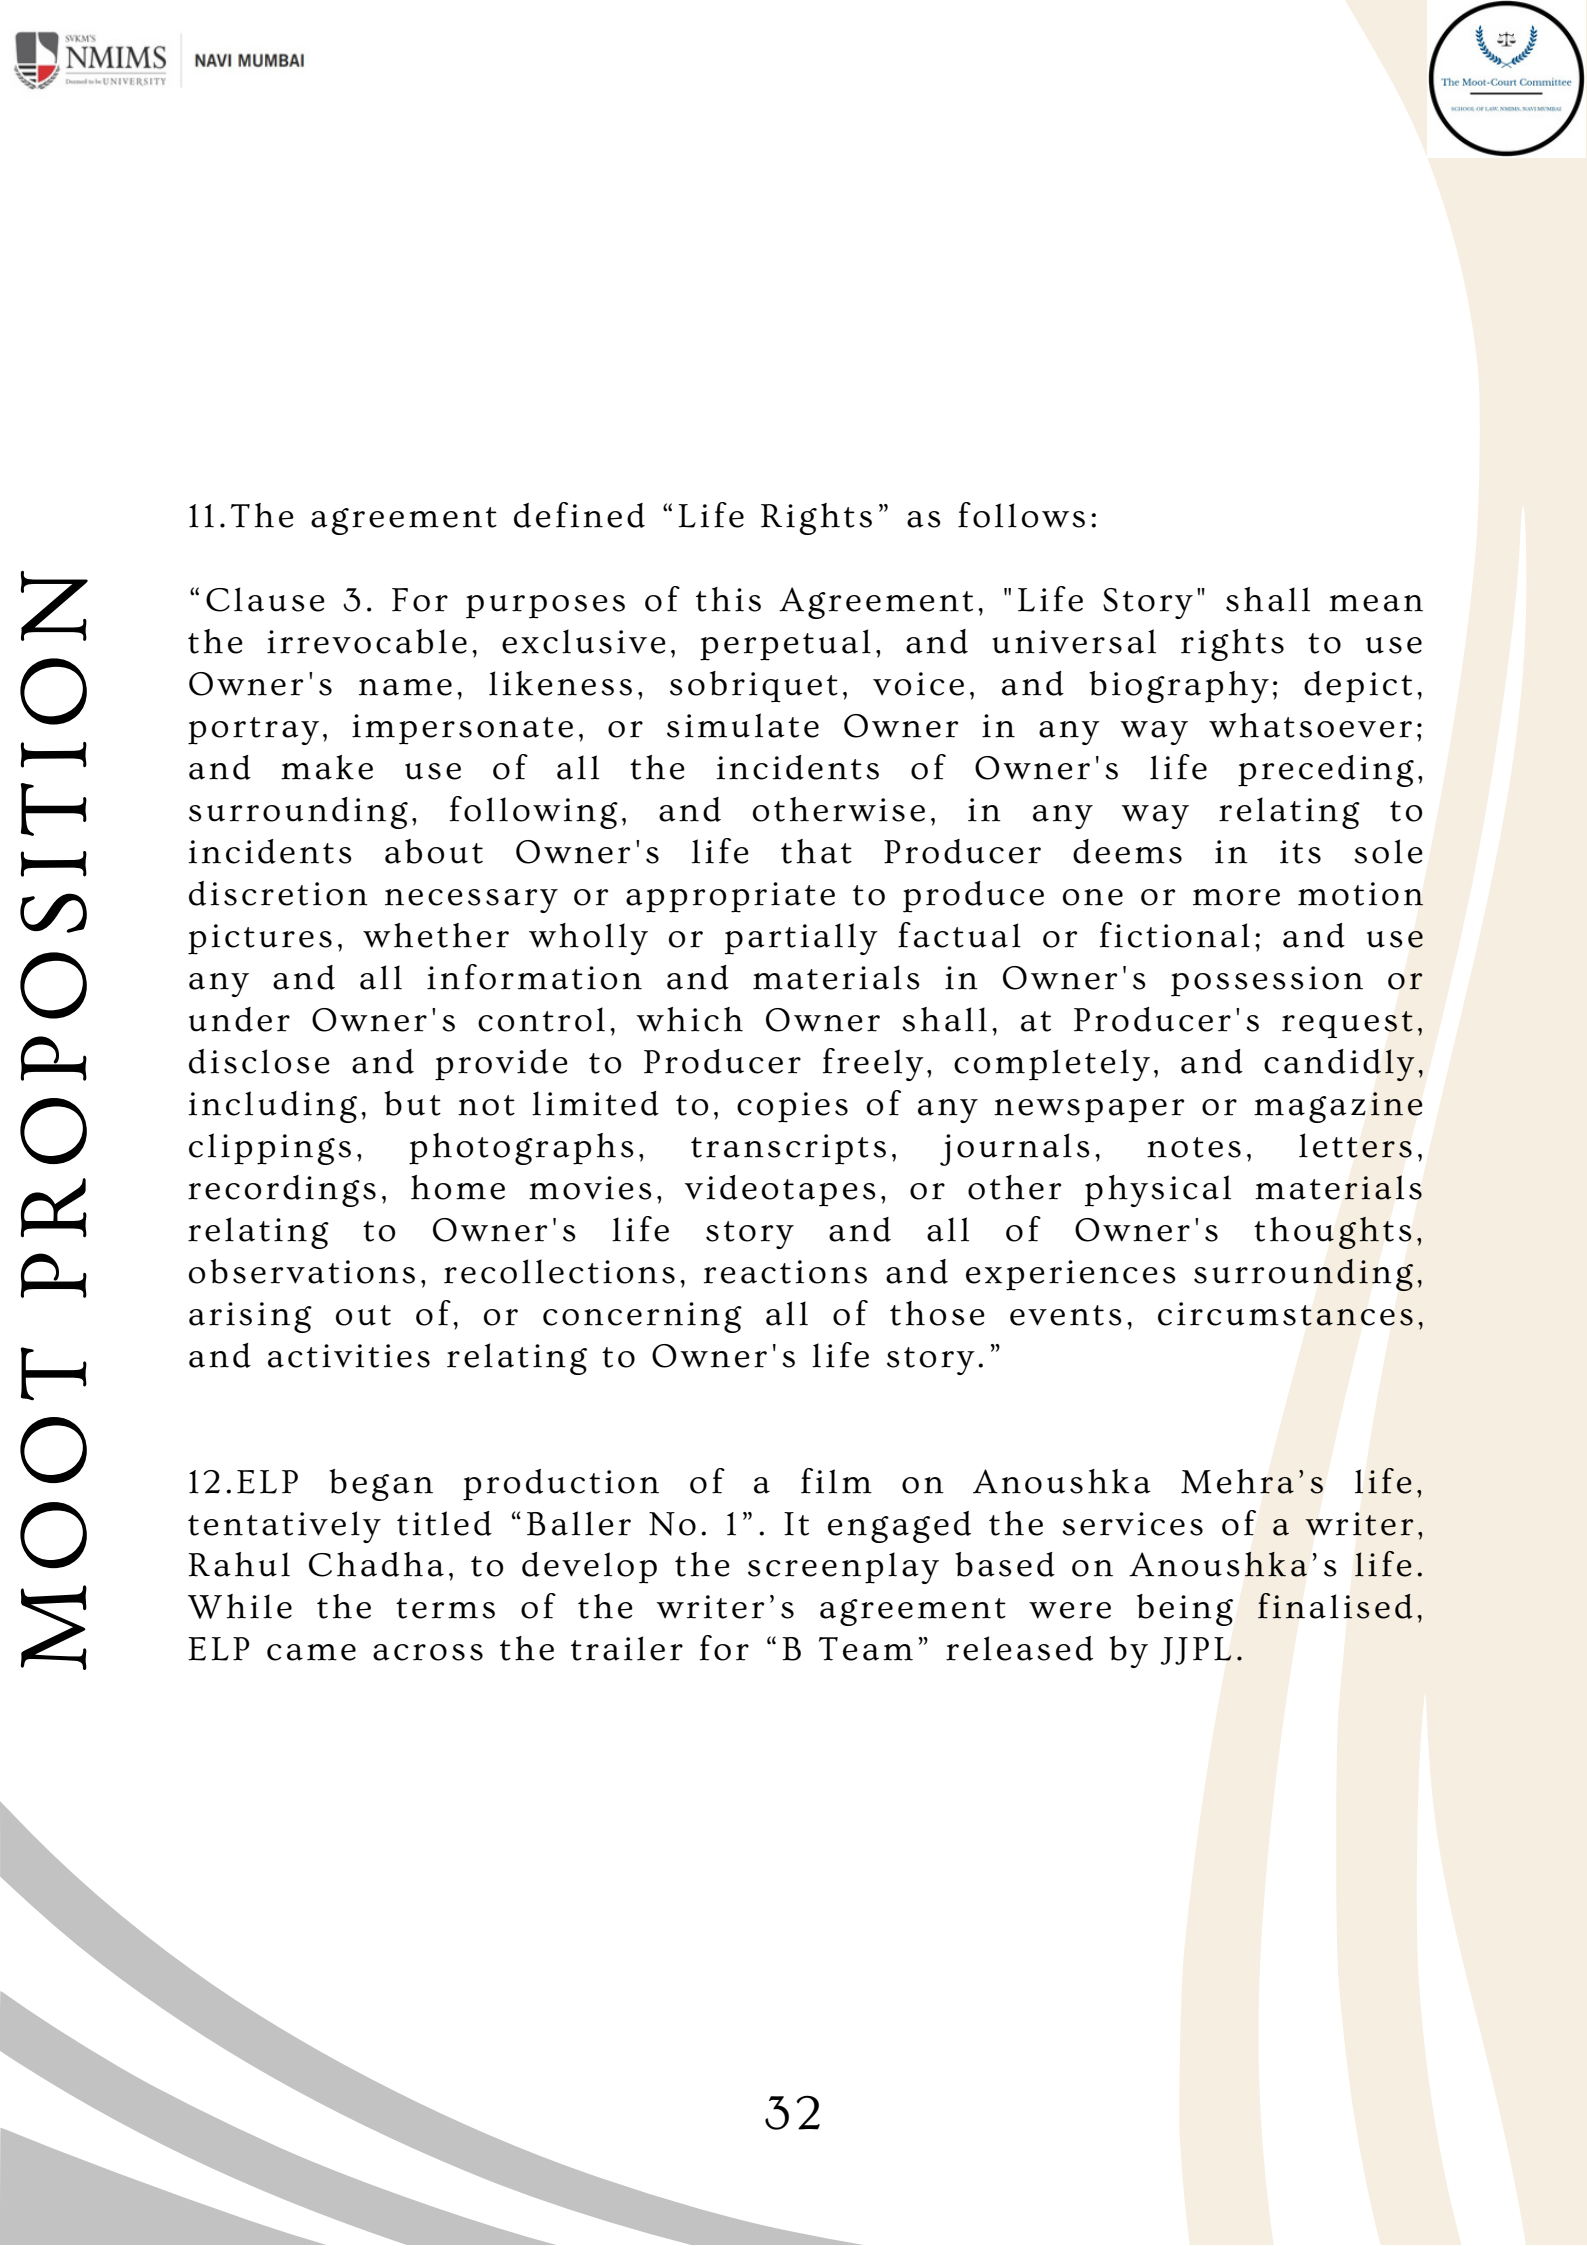 SVKM'S
NMIMS
Deemed to be UNIVERSITY
NAVI MUMBAI
The Moot-Court Committee
SCHOOL OF LAW, NMIMS, NAVI MUMBAI
MOOT PROPOSITION
11.The agreement defined “Life Rights” as follows:
“Clause 3. For purposes of this Agreement, "Life Story" shall mean
the irrevocable, exclusive, perpetual, and universal rights to use
Owner's name, likeness, sobriquet, voice, and biography; depict,
portray, impersonate, or simulate Owner in any way whatsoever;
and make use of all the incidents of Owner's life preceding,
surrounding, following, and otherwise, in any way relating to
incidents about Owner's life that Producer deems in its sole
discretion necessary or appropriate to produce one or more motion
pictures, whether wholly or partially factual or fictional; and use
any and all information and materials in Owner's possession or
under Owner's control, which Owner shall, at Producer's request,
disclose and provide to Producer freely, completely, and candidly,
including, but not limited to, copies of any newspaper or magazine
clippings, photographs, transcripts, journals, notes, letters,
recordings, home movies, videotapes, or other physical materials
relating to Owner's life story and all of Owner's thoughts,
observations, recollections, reactions and experiences surrounding,
arising out of, or concerning all of those events, circumstances,
and activities relating to Owner's life story.”
12.ELP began production of a film on Anoushka Mehra’s life,
tentatively titled “Baller No. 1”. It engaged the services of a writer,
Rahul Chadha, to develop the screenplay based on Anoushka’s life.
While the terms of the writer’s agreement were being finalised,
ELP came across the trailer for “B Team” released by JJPL.
32